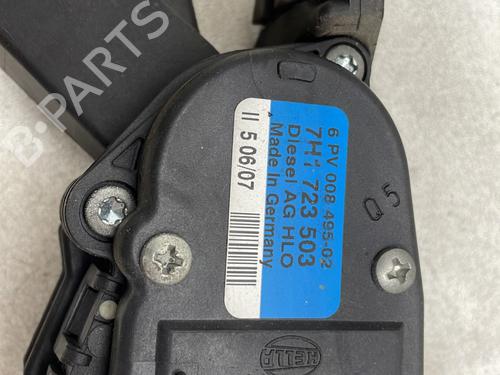 B-PARTS
6 PV 008 495-02
7H1 723 503
Diesel AG HLO
Made In Germany
II 5 06/07
Q 5
HELLA